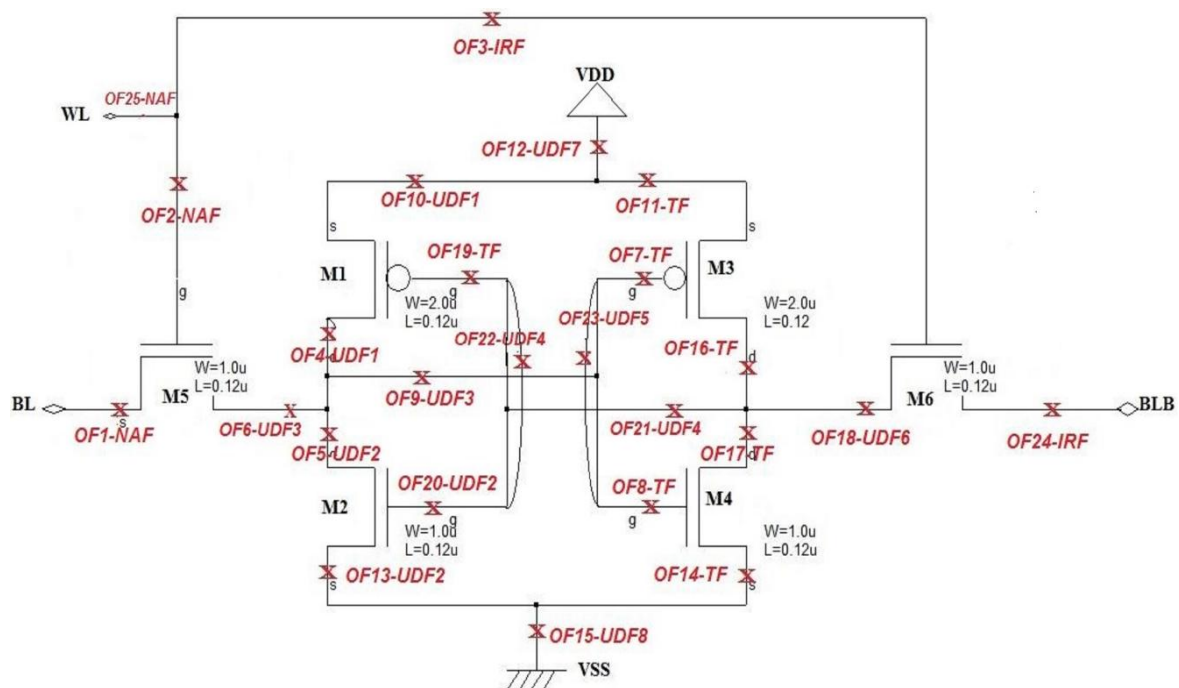 OF3-IRF
VDD
OF25-NAF
WL
OF12-UDF7
OF2-NAF
OF10-UDF1
OF11-TF
s
s
OF19-TF
OF7-TF
M1
M3
g
g
g
W=2.0u
L=0.12u
OF23-UDF5
W=2.0u
L=0.12
OF22-UDF4
OF4-UDF1
OF16-TF
d
W=1.0u
L=0.12u
M5
W=1.0u
L=0.12u
M6
OF9-UDF3
BL
s
OF1-NAF
OF6-UDF3
OF21-UDF4
OF18-UDF6
BLB
OF24-IRF
OF5-UDF2
OF17-TF
d
OF20-UDF2
OF8-TF
M2
M4
g
g
W=1.0u
L=0.12u
W=1.0u
L=0.12u
OF13-UDF2
OF14-TF
s
s
OF15-UDF8
VSS